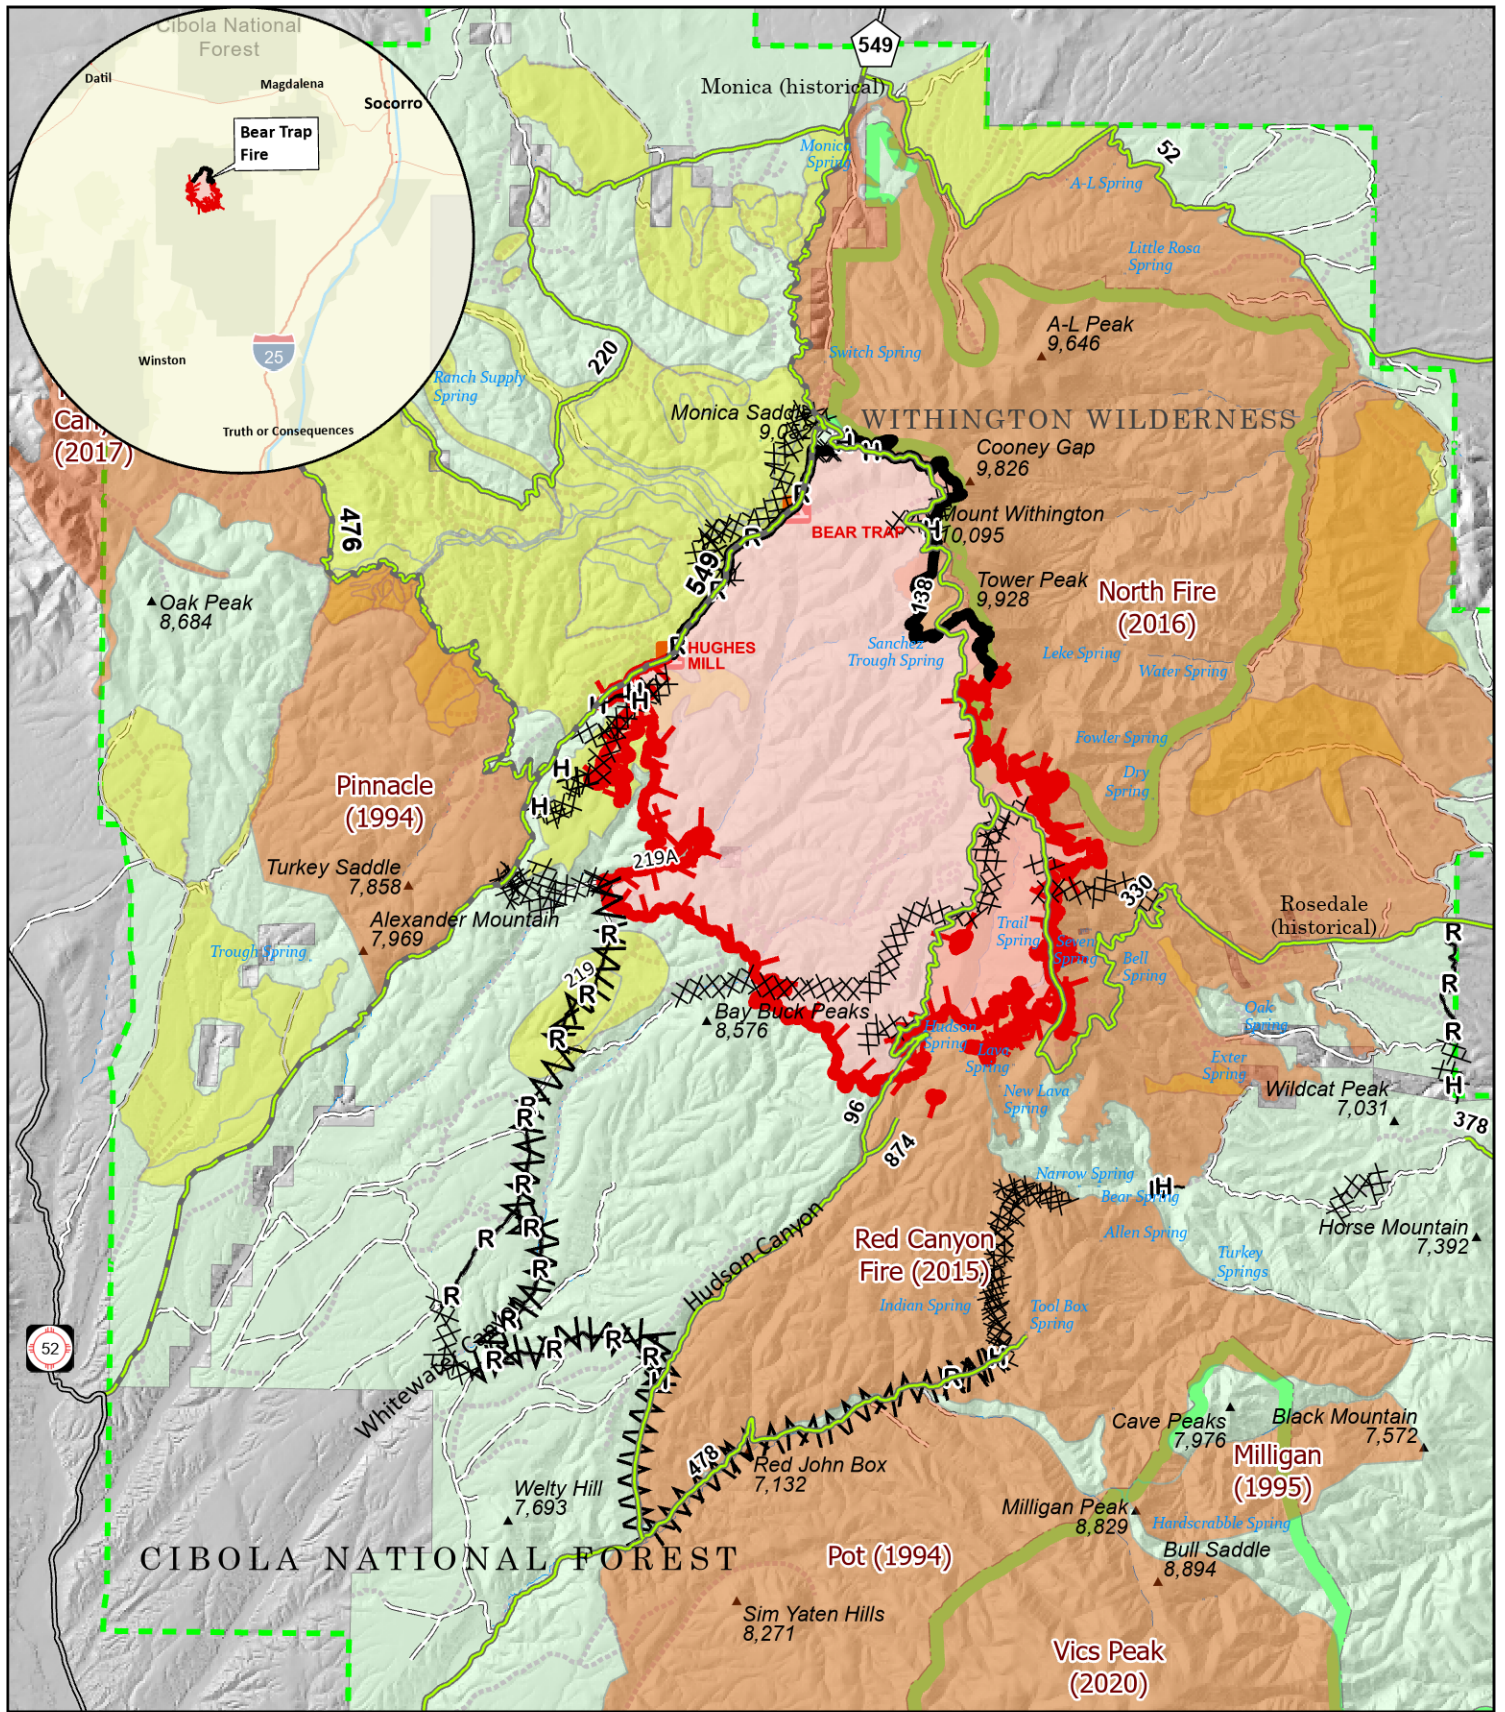 Cibola National
Forest
Datil
Magdalena
Socorro
Bear Trap
Fire
Winston
25
Truth or Consequences
549
Monica (historical)
Monica
Spring
52
A-L Spring
Little Rosa
Spring
A-L Peak
9,646
Switch Spring
220
Ranch Supply
Spring
(2017)
Monica Saddle
WITHINGTON WILDERNESS
H
Cooney Gap
9,826
R
Mount Withington
10,095
H
BEAR TRAP
476
R
549
Tower Peak
9,928
138
North Fire
(2016)
Oak Peak
8,684
R
HUGHES
MILL
Sanchez
Trough Spring
Leke Spring
Water Spring
H
H
Fowler Spring
Dry
Spring
H
H
Pinnacle
(1994)
219A
Turkey Saddle
7,858
330
Alexander Mountain
7,969
Rosedale
(historical)
Trail
Spring
Seven
Spring
Bell
Spring
Trough Spring
R
R
219
R
R
R
R
H
Bay Buck Peaks
8,576
Oak
Spring
Hudson
Spring
Lava
Spring
Exter
Spring
New Lava
Spring
Wildcat Peak
7,031
96
874
378
R
R
Narrow Spring
Bear Spring
H
Allen Spring
Turkey
Springs
Horse Mountain
7,392
R
R
R
R
Hudson Canyon
Red Canyon
Fire (2015)
Indian Spring
Tool Box
Spring
52
R
R
R
R
R
R
H
H
Whitewater Canyon
Cave Peaks
7,976
Black Mountain
7,572
Milligan
(1995)
478
Red John Box
7,132
Welty Hill
7,693
Milligan Peak
8,829
Hardscrabble Spring
Bull Saddle
8,894
CIBOLA NATIONAL FOREST
Pot (1994)
Sim Yaten Hills
8,271
Vics Peak
(2020)